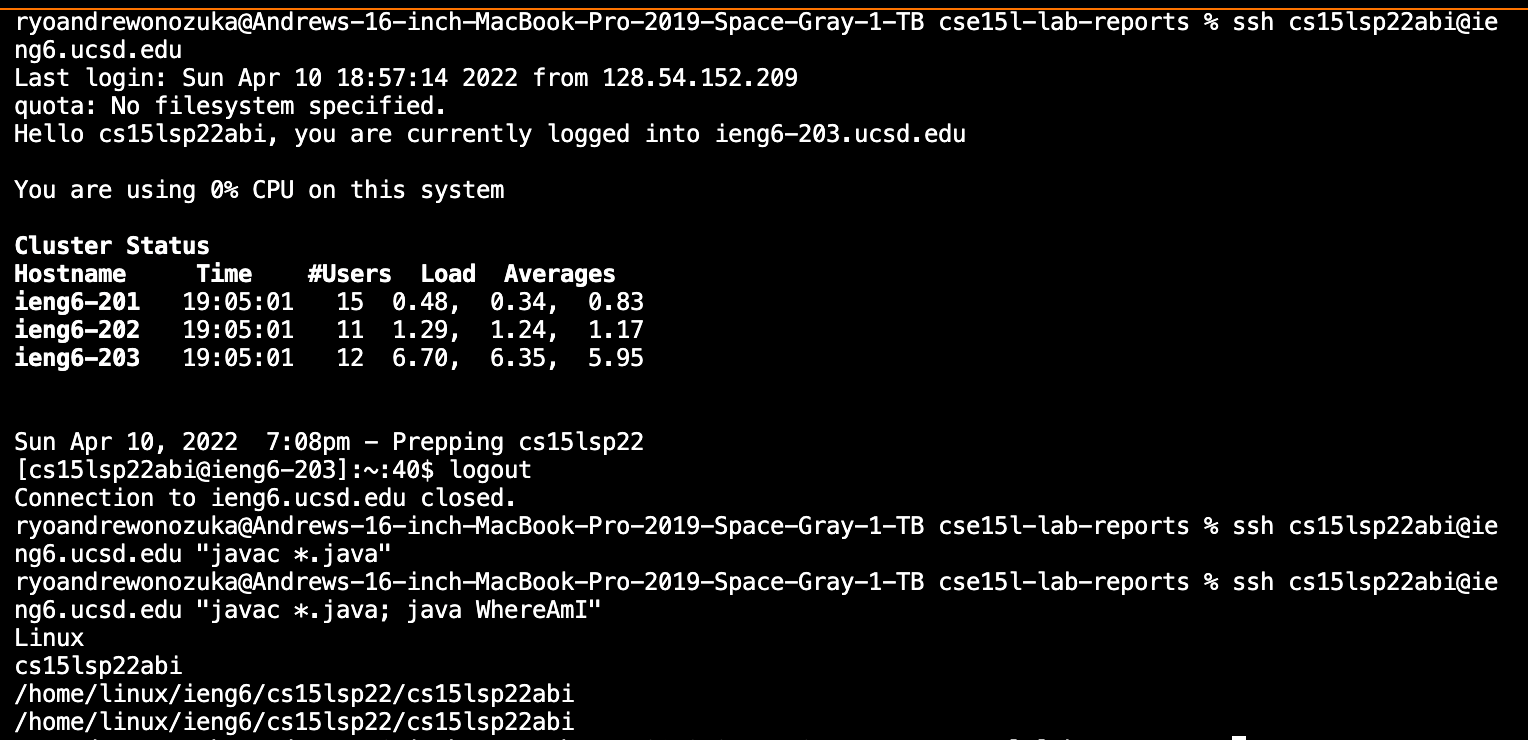 ryoandrewonozuka@Andrews-16-inch-MacBook-Pro-2019-Space-Gray-1-TB cse15l-lab-reports % ssh cs15lsp22abi@ie
ng6.ucsd.edu
Last login: Sun Apr 10 18:57:14 2022 from 128.54.152.209
quota: No filesystem specified.
Hello cs15lsp22abi, you are currently logged into ieng6-203.ucsd.edu
You are using 0% CPU on this system
Cluster Status
Hostname     Time    #Users  Load  Averages
ieng6-201   19:05:01   15  0.48,  0.34,  0.83
ieng6-202   19:05:01   11  1.29,  1.24,  1.17
ieng6-203   19:05:01   12  6.70,  6.35,  5.95
Sun Apr 10, 2022  7:08pm - Prepping cs15lsp22
[cs15lsp22abi@ieng6-203]:~:40$ logout
Connection to ieng6.ucsd.edu closed.
ryoandrewonozuka@Andrews-16-inch-MacBook-Pro-2019-Space-Gray-1-TB cse15l-lab-reports % ssh cs15lsp22abi@ie
ng6.ucsd.edu "javac *.java"
ryoandrewonozuka@Andrews-16-inch-MacBook-Pro-2019-Space-Gray-1-TB cse15l-lab-reports % ssh cs15lsp22abi@ie
ng6.ucsd.edu "javac *.java; java WhereAmI"
Linux
cs15lsp22abi
/home/linux/ieng6/cs15lsp22/cs15lsp22abi
/home/linux/ieng6/cs15lsp22/cs15lsp22abi